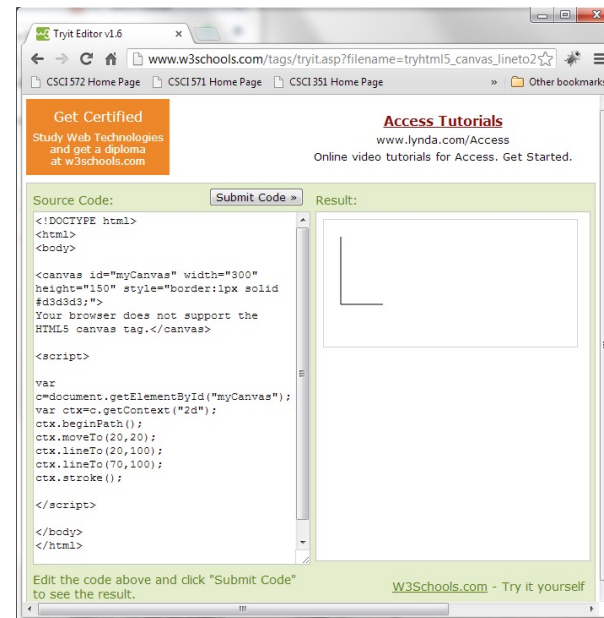 Tryit Editor v1.6
www.w3schools.com/tags/tryit.asp?filename=tryhtml5_canvas_lineto2
CSCI 572 Home Page CSCI 571 Home Page CSCI 351 Home Page » Other bookmarks
Get Certified
Study Web Technologies
and get a diploma
at w3schools.com
Access Tutorials
www.lynda.com/Access
Online video tutorials for Access. Get Started.
Source Code:
Submit Code »
Result:
<!DOCTYPE html>
<html>
<body>
<canvas id="myCanvas" width="300"
height="150" style="border:1px solid
#d3d3d3;">
Your browser does not support the
HTML5 canvas tag.</canvas>
<script>
var
c=document.getElementById("myCanvas");
var ctx=c.getContext("2d");
ctx.beginPath();
ctx.moveTo(20,20);
ctx.lineTo(20,100);
ctx.lineTo(70,100);
ctx.stroke();
</script>
</body>
</html>
Edit the code above and click "Submit Code"
to see the result.
W3Schools.com - Try it yourself